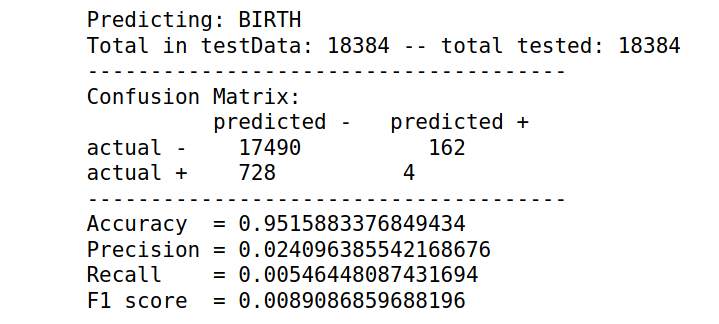 Predicting: BIRTH
Total in testData: 18384 -- total tested: 18384
--------------------------------------
Confusion Matrix:
predicted - predicted +
actual - 17490 162
actual + 728 4
--------------------------------------
Accuracy = 0.9515883376849434
Precision = 0.024096385542168676
Recall = 0.00546448087431694
F1 score = 0.0089086859688196